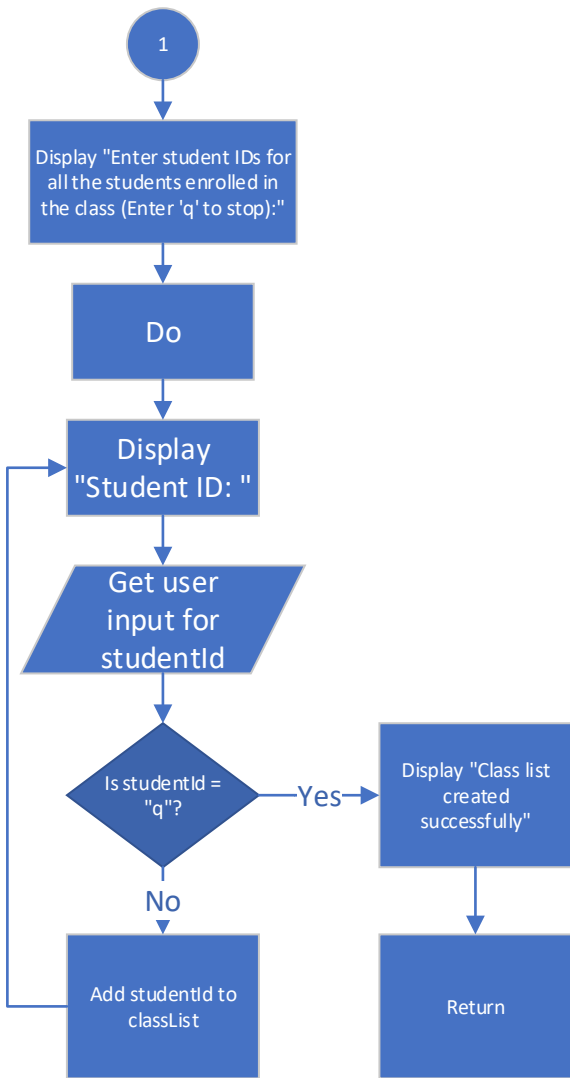 1
Display "Enter student IDs for
all the students enrolled in
the class (Enter 'q' to stop):"
Do
Display
"Student ID: "
Get user
input for
studentId
Is studentId =
"q"?
Yes
Display "Class list
created
successfully"
No
Add studentId to
classList
Return